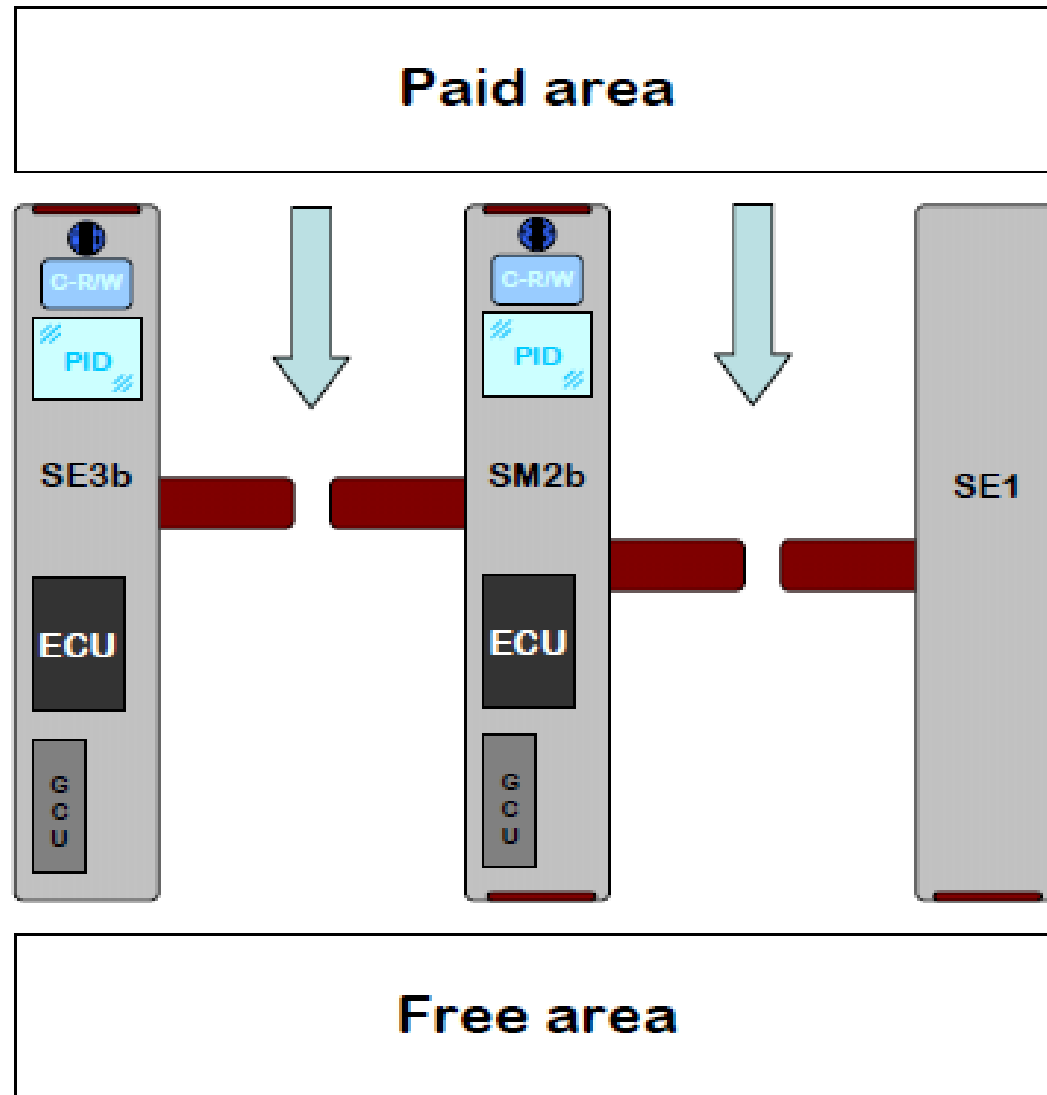 Paid area
C-R/W
PID
SE3b
ECU
G
C
U
C-R/W
PID
SM2b
ECU
G
C
U
SE1
Free area